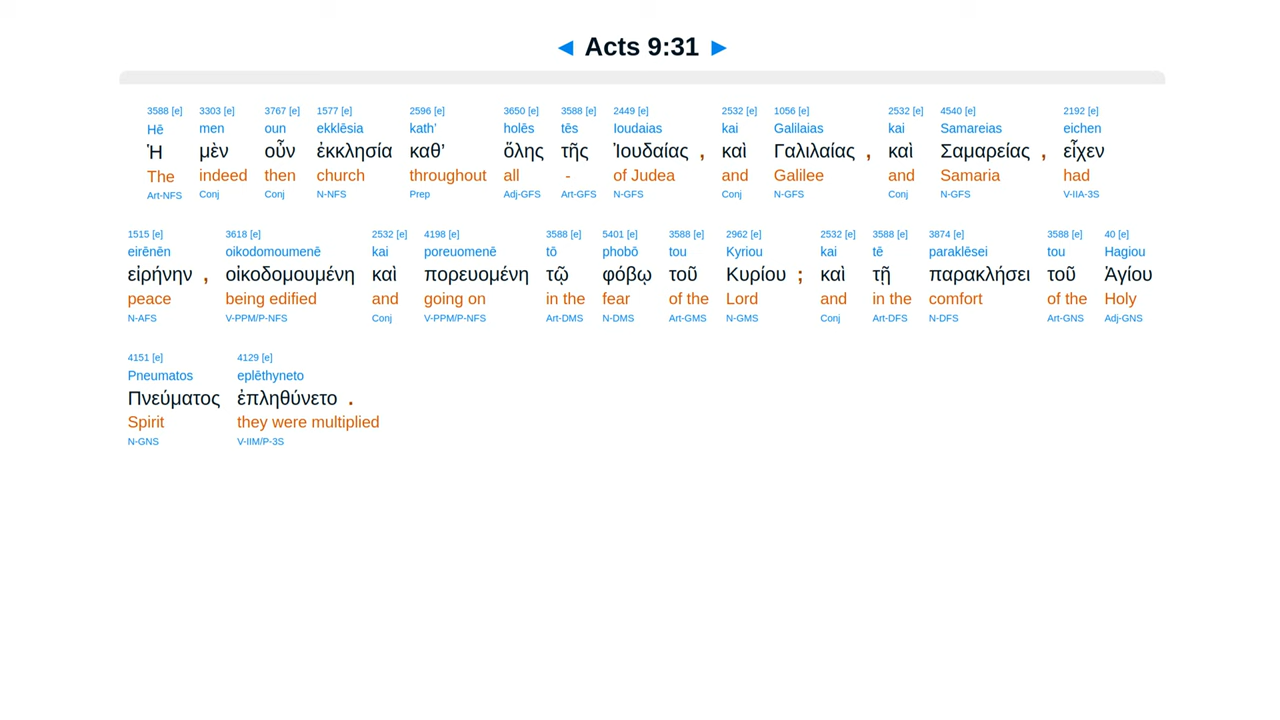 ◄ Acts 9:31 ►
3588 [e] 3303 [e] 3767 [e] 1577 [e] 2596 [e] 3650 [e] 3588 [e] 2449 [e] 2532 [e] 1056 [e] 2532 [e] 4540 [e] 2192 [e]
Hē men oun ekklēsia kath’ holēs tēs Ioudaias kai Galilaias kai Samareias eichen
Ἡ μὲν οὖν ἐκκλησία καθ’ ὅλης τῆς Ἰουδαίας , καὶ Γαλιλαίας , καὶ Σαμαρείας , εἶχεν
The indeed then church throughout all - of Judea and Galilee and Samaria had
Art-NFS Conj Conj N-NFS Prep Adj-GFS Art-GFS N-GFS Conj N-GFS Conj N-GFS V-IIA-3S
1515 [e] 3618 [e] 2532 [e] 4198 [e] 3588 [e] 5401 [e] 3588 [e] 2962 [e] 2532 [e] 3588 [e] 3874 [e] 3588 [e] 40 [e]
eirēnēn oikodomoumenē kai poreuomenē tō phobō tou Kyriou kai tē paraklēsei tou Hagiou
εἰρήνην , οἰκοδομουμένη καὶ πορευομένη τῷ φόβῳ τοῦ Κυρίου ; καὶ τῇ παρακλήσει τοῦ Ἁγίου
peace being edified and going on in the fear of the Lord and in the comfort of the Holy
N-AFS V-PPM/P-NFS Conj V-PPM/P-NFS Art-DMS N-DMS Art-GMS N-GMS Conj Art-DFS N-DFS Art-GNS Adj-GNS
4151 [e] 4129 [e]
Pneumatos eplēthyneto
Πνεύματος ἐπληθύνετο .
Spirit they were multiplied
N-GNS V-IIM/P-3S